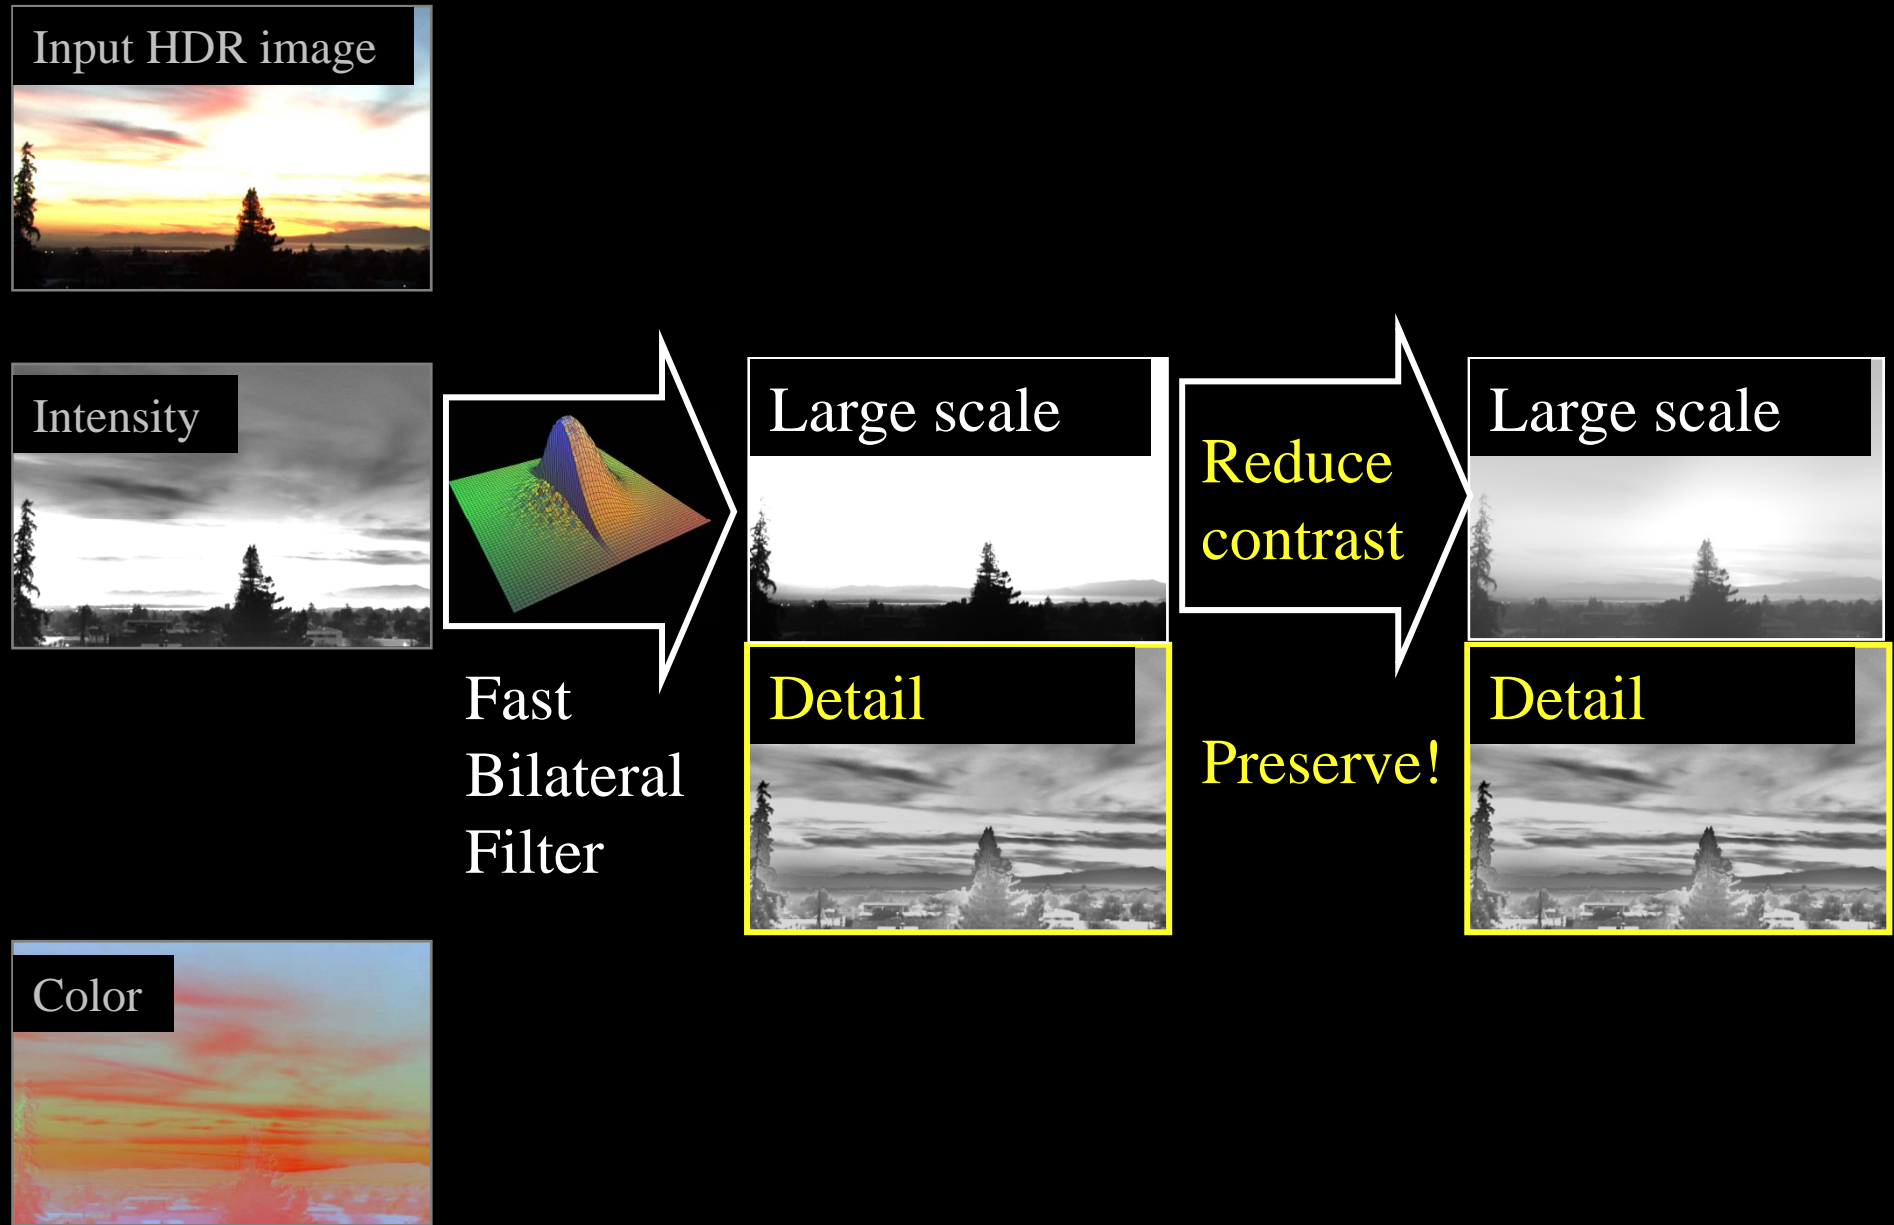 Input HDR image
Intensity
Large scale
Reduce
contrast
Large scale
Fast
Bilateral
Filter
Detail
Preserve!
Detail
Color